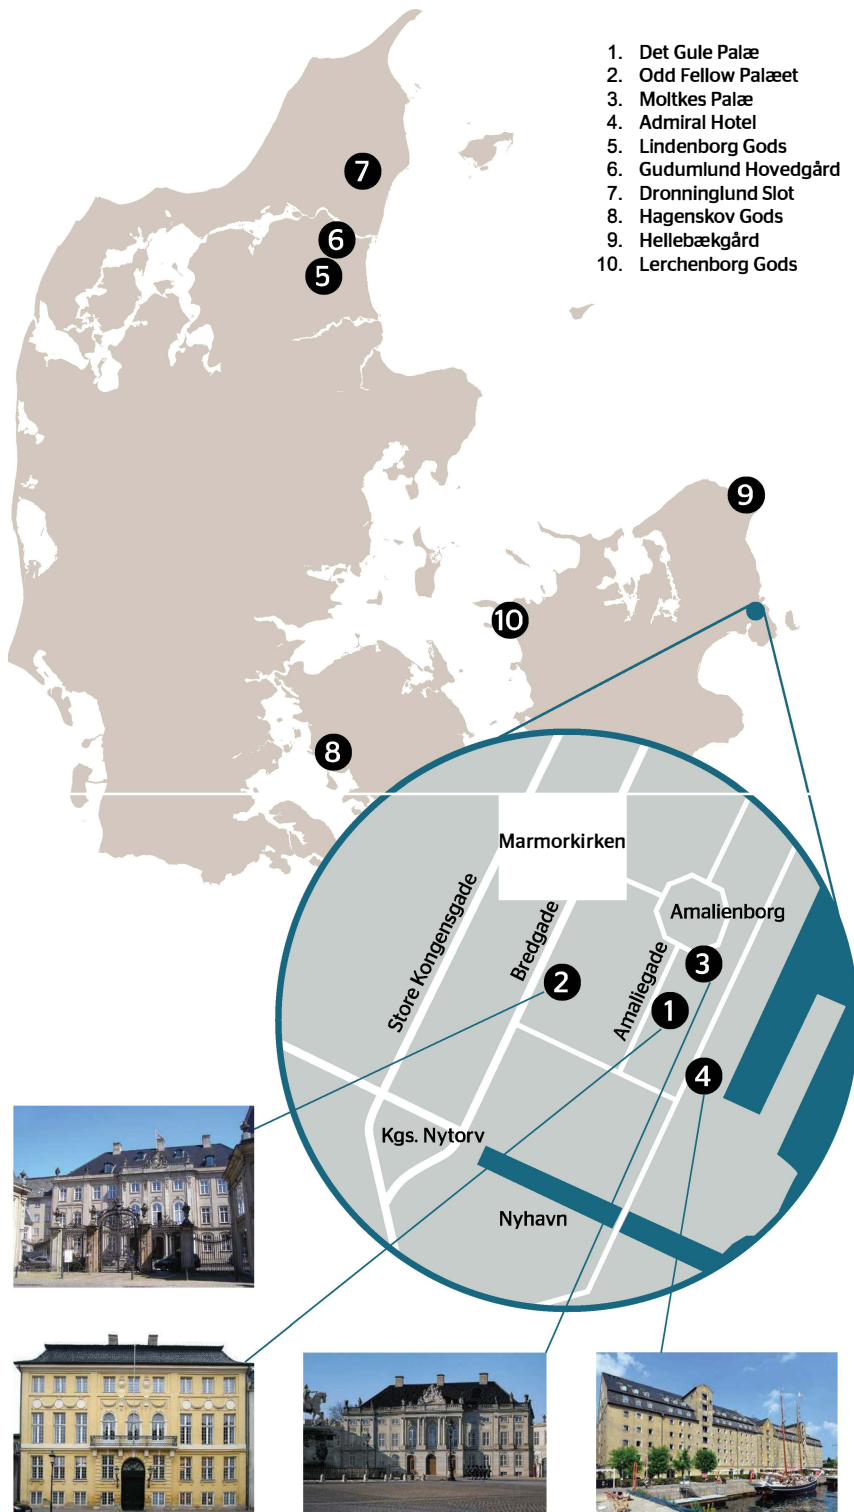 1. Det Gule Palæ
2. Odd Fellow Palæet
3. Moltkes Palæ
4. Admiral Hotel
5. Lindenborg Gods
6. Gudumlund Hovedgård
7. Dronninglund Slot
8. Hagenskov Gods
9. Hellebækgård
10. Lerchenborg Gods
7
6
5
9
10
8
Marmorkirken
Store Kongensgade
Bredgade
Amalienborg
Amaliegade
3
2
1
4
Kgs. Nytorv
Nyhavn